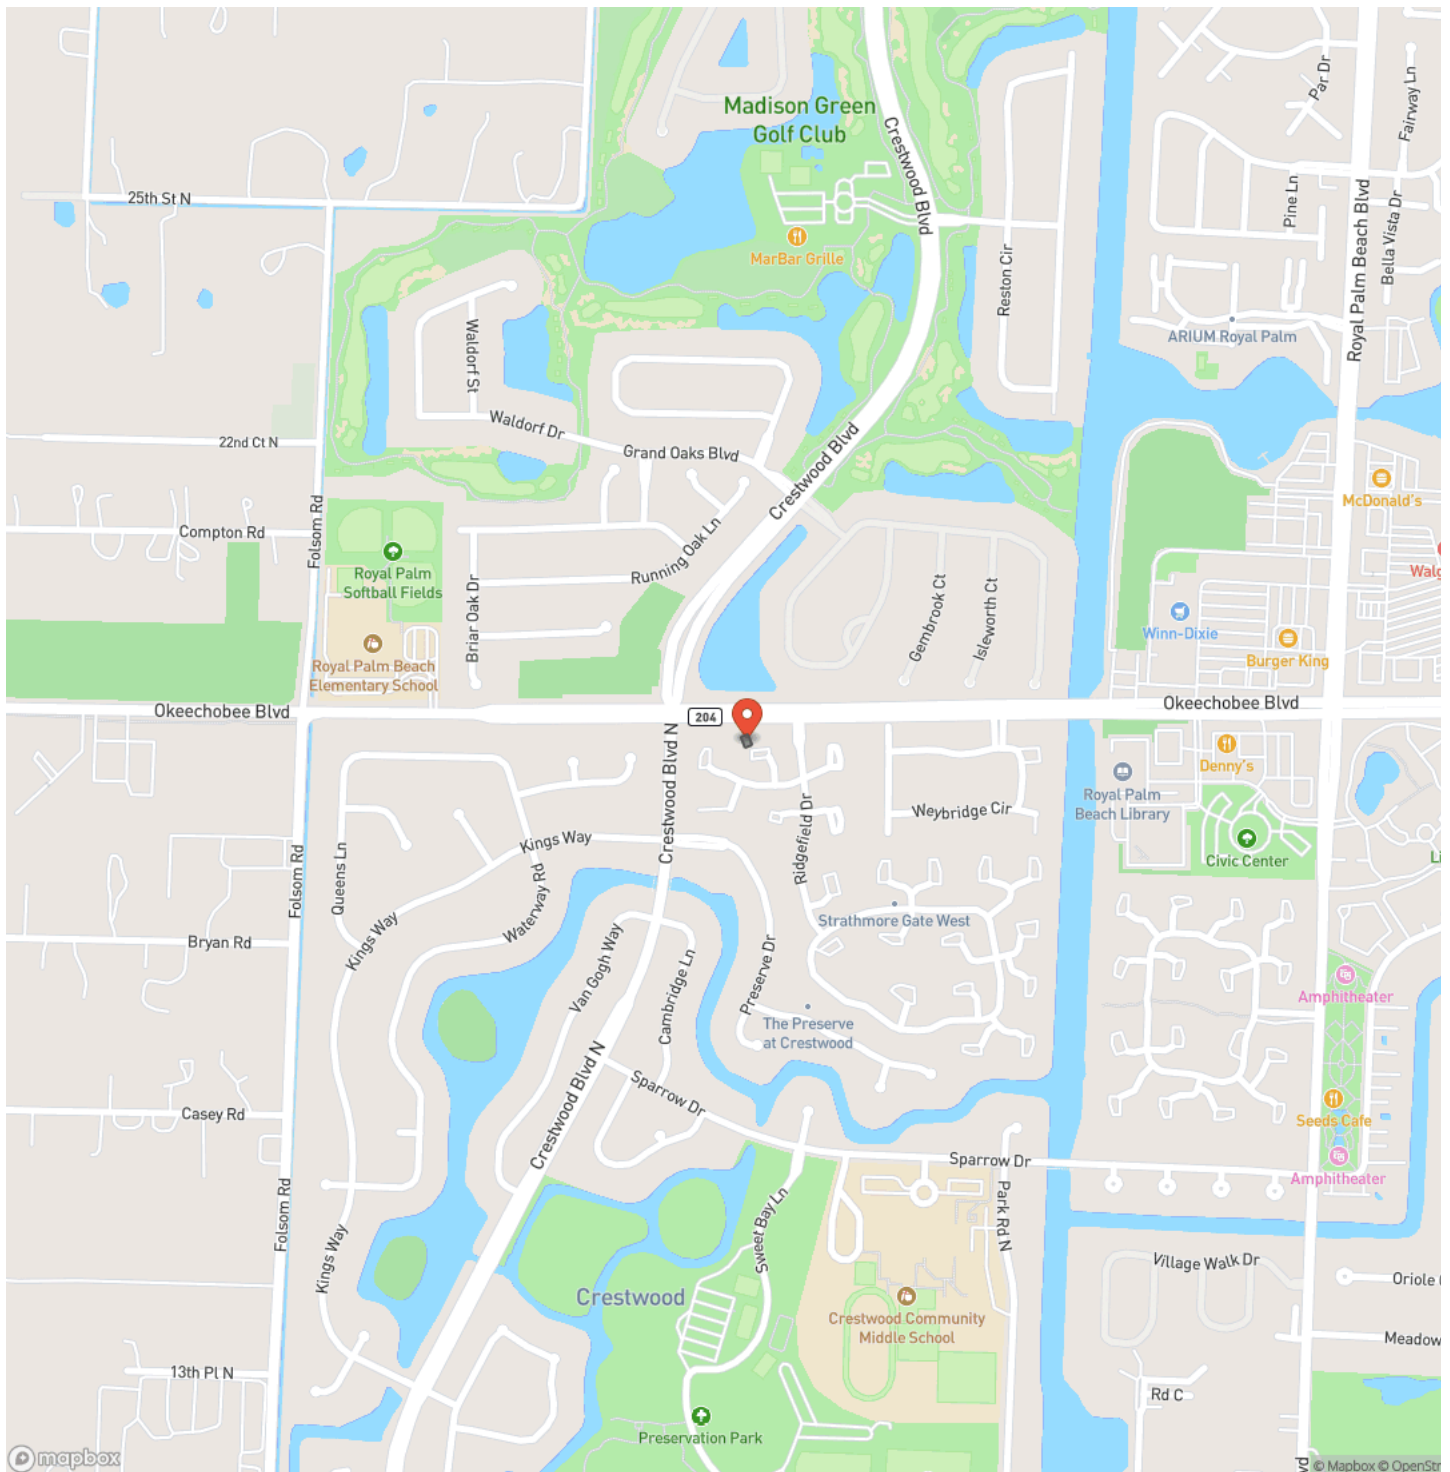 Madison Green
Golf Club
Crestwood Blvd
Par Dr
Fairway Ln
25th St N
Pine Ln
Royal Palm Beach Blvd
Bella Vista Dr
MarBar Grille
Reston Cir
Waldorf St
ARIUM Royal Palm
Waldorf Dr
22nd Ct N
Grand Oaks Blvd
Crestwood Blvd
McDonald's
Folsom Rd
Compton Rd
Running Oak Ln
Royal Palm
Softball Fields
Walg
Briar Oak Dr
Gembrook Ct
Isleworth Ct
Winn-Dixie
Burger King
Royal Palm Beach
Elementary School
Okeechobee Blvd
204
Okeechobee Blvd
Crestwood Blvd N
Denny's
Royal Palm
Beach Library
Weybridge Cir
Ridgefield Dr
Kings Way
Civic Center
Li
Folsom Rd
Queens Ln
Waterway Rd
Strathmore Gate West
Bryan Rd
Kings Way
Van Gogh Way
Cambridge Ln
Preserve Dr
Amphitheater
The Preserve
at Crestwood
Crestwood Blvd N
Sparrow Dr
Casey Rd
Seeds Cafe
Sparrow Dr
Amphitheater
Folsom Rd
Sweet Bay Ln
Park Rd N
Kings Way
Village Walk Dr
Oriole
Crestwood
Crestwood Community
Middle School
Meadow
13th Pl N
Rd C
Preservation Park
mapbox
vd
© Mapbox © OpenStr